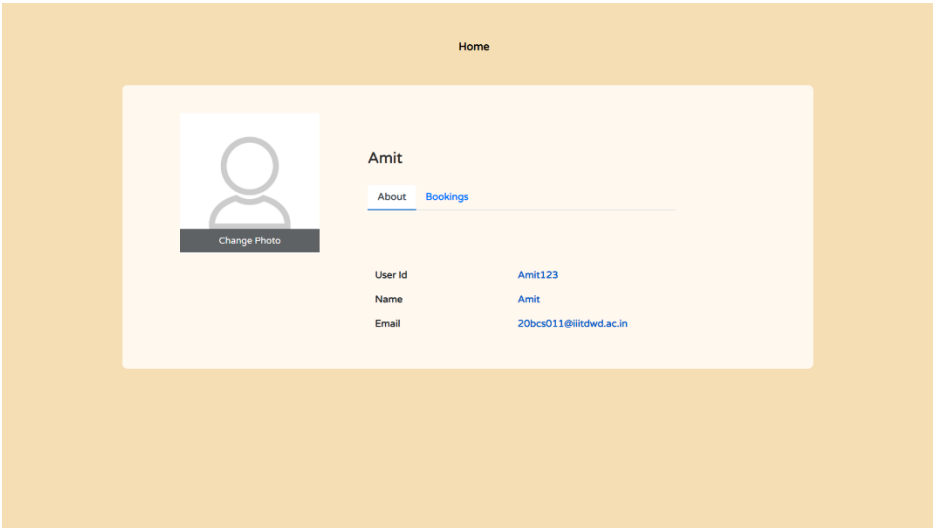 Home
Amit
About Bookings
Change Photo
User Id Amit123
Name Amit
Email 20bcs011@iiitdwd.ac.in